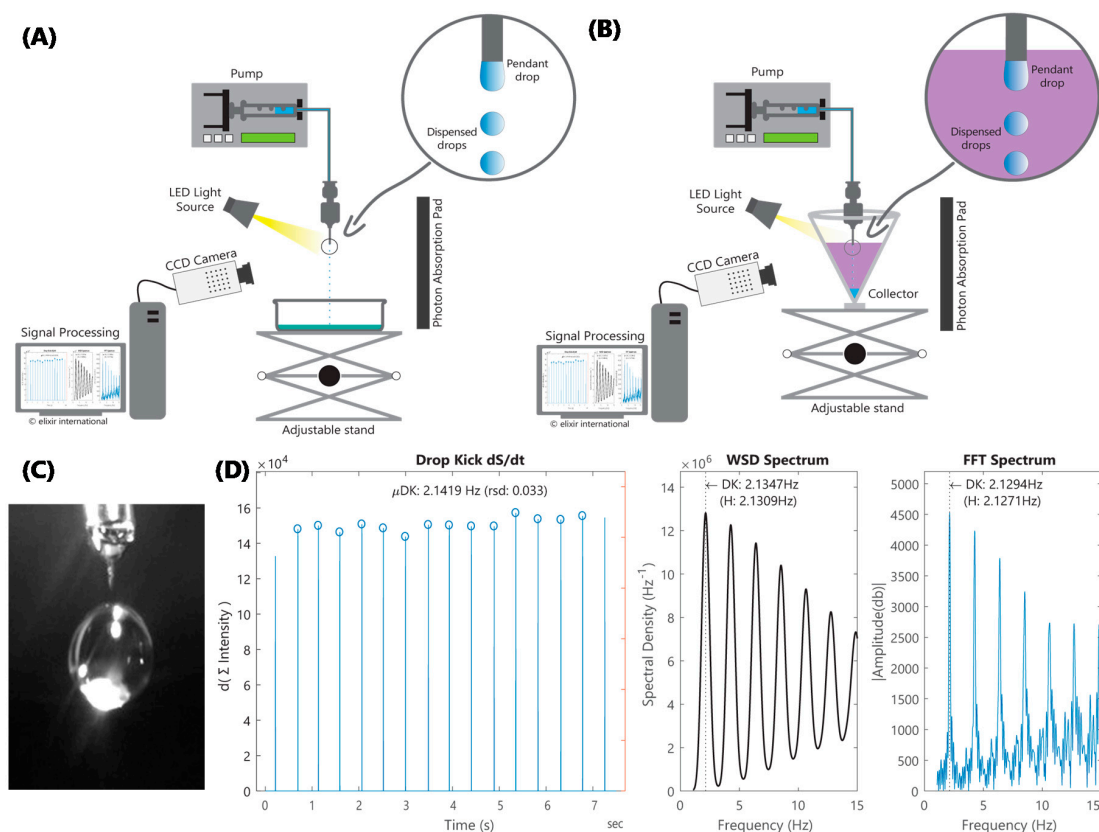 (A)
Pump
Pendant
drop
Dispensed
drops
LED Light
Source
CCD Camera
Photon Absorption Pad
Signal Processing
© elixir international
Adjustable stand
(B)
Pump
Pendant
drop
Dispensed
drops
LED Light
Source
CCD Camera
Photon Absorption Pad
Collector
Signal Processing
© elixir international
Adjustable stand
(C)
(D)
Drop Kick dS/dt
×10⁴
μDK: 2.1419 Hz (rsd: 0.033)
d( Σ Intensity )
0 2 4 6 8 10 12 14 16
0 1 2 3 4 5 6 7
Time (s)
sec
WSD Spectrum
×10⁶
← DK: 2.1347Hz
(H: 2.1309Hz)
Spectral Density (Hz⁻¹)
0 2 4 6 8 10 12 14
0 5 10 15
Frequency (Hz)
FFT Spectrum
← DK: 2.1294Hz
(H: 2.1271Hz)
|Amplitude(db)|
0 500 1000 1500 2000 2500 3000 3500 4000 4500 5000
0 5 10 15
Frequency (Hz)